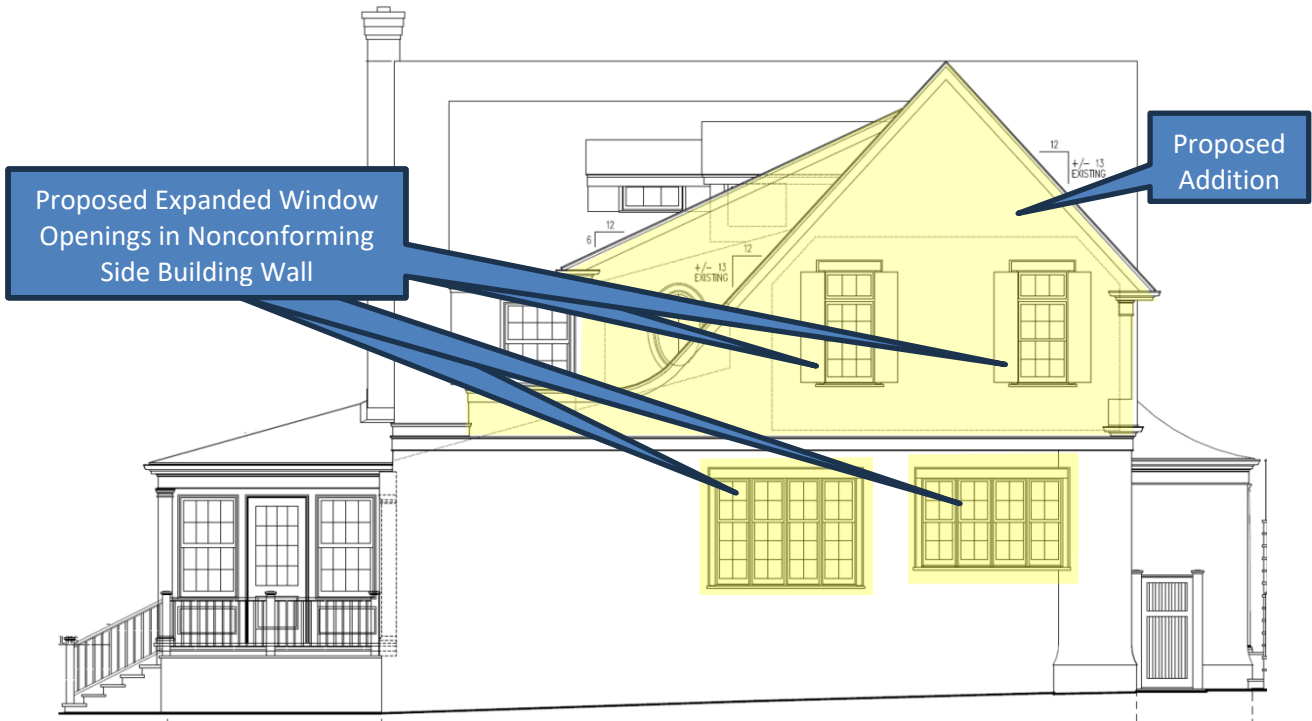 Proposed
Addition
12
+/- 13
EXISTING
Proposed Expanded Window
Openings in Nonconforming
Side Building Wall
12
6
12
+/- 13
EXISTING